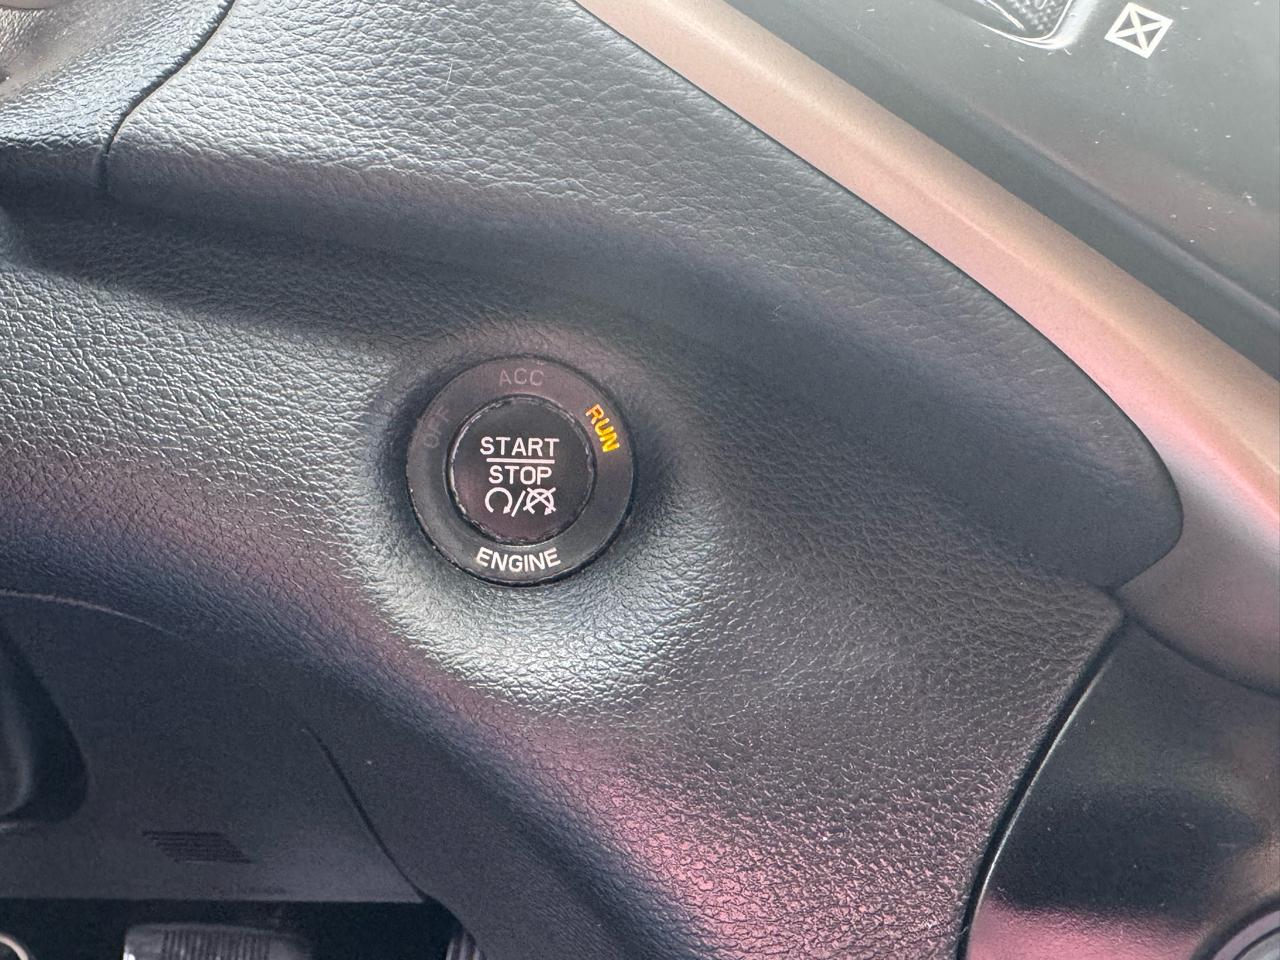 ACC
OFF
RUN
START
STOP
ENGINE